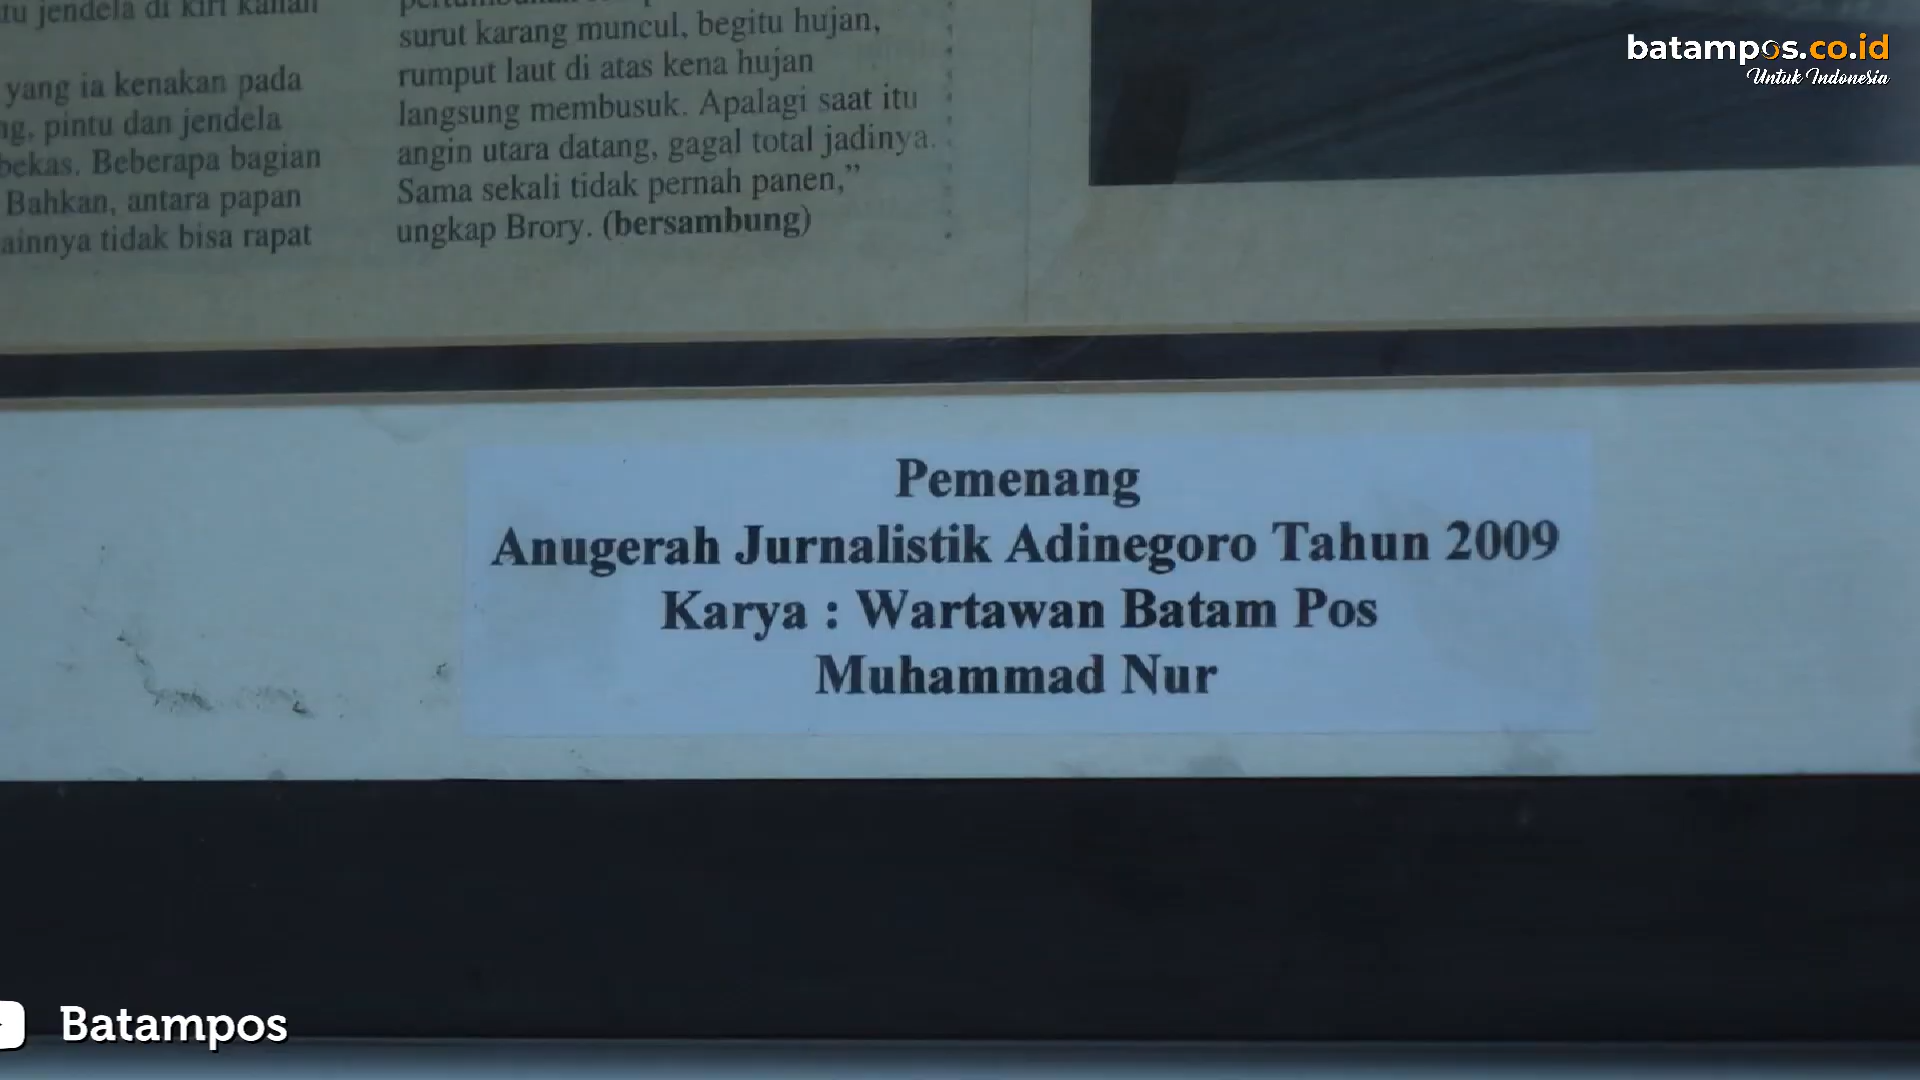 tu jendela di kiri kanan
yang ia kenakan pada
ng, pintu dan jendela
bekas. Beberapa bagian
Bahkan, antara papan
ainnya tidak bisa rapat
surut karang muncul, begitu hujan,
rumput laut di atas kena hujan
langsung membusuk. Apalagi saat itu
angin utara datang, gagal total jadinya.
Sama sekali tidak pernah panen,”
ungkap Brory. (bersambung)
batampos.co.id
Untuk Indonesia
Pemenang
Anugerah Jurnalistik Adinegoro Tahun 2009
Karya : Wartawan Batam Pos
Muhammad Nur
Batampos